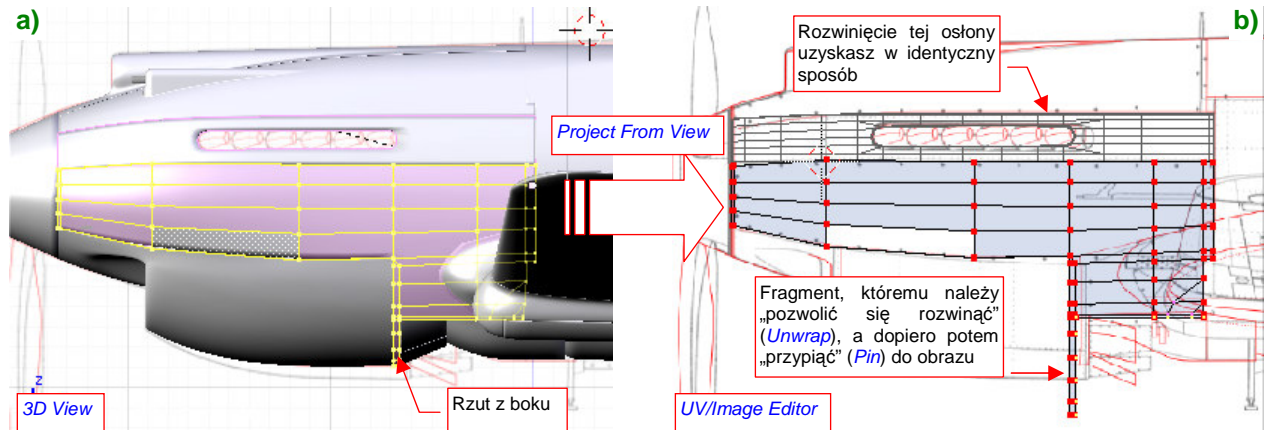 a)
b)
Rozwinięcie tej osłony
uzyskasz w identyczny
sposób
Project From View
Fragment, któremu należy
„pozwolić się rozwinąć”
(Unwrap), a dopiero potem
„przypiąć” (Pin) do obrazu
z
3D View
Rzut z boku
UV/Image Editor